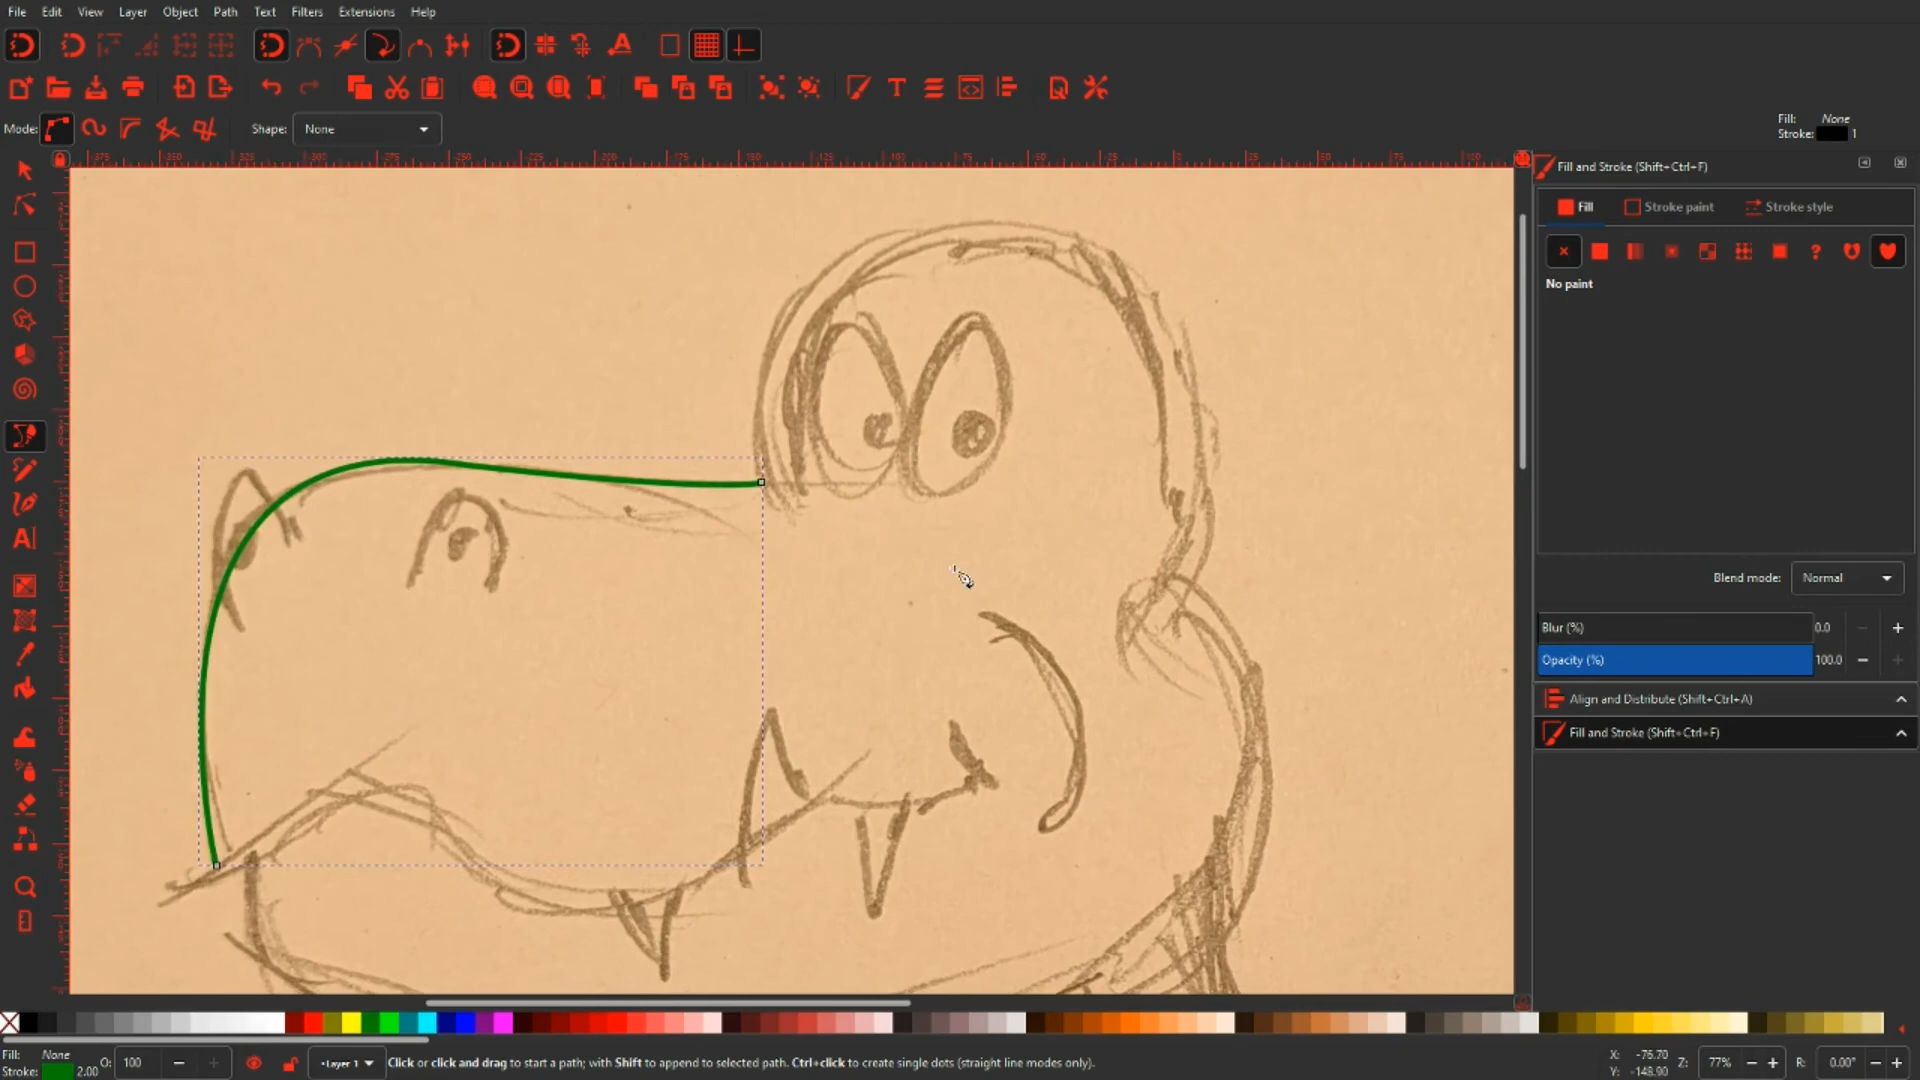 File Edit View Layer Object Path Text Filters Extensions Help
Mode: Shape: None
Fill: None
Stroke: 1
Fill and Stroke (Shift+Ctrl+F)
Fill Stroke paint Stroke style
No paint
Blend mode: Normal
Blur (%) 0.0
Opacity (%) 100.0
Align and Distribute (Shift+Ctrl+A)
Fill and Stroke (Shift+Ctrl+F)
Fill: None O: 100
Stroke: 2.00
•Layer 1
Click or click and drag to start a path; with Shift to append to selected path. Ctrl+click to create single dots (straight line modes only).
X: -76.70
Y: -148.90
Z: 77%
R: 0.00°